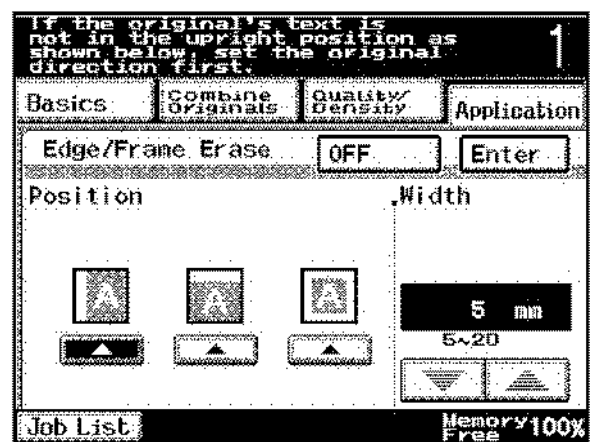 If the original's text is
not in the upright position as
shown below, set the original
direction first.
1
Basics
Combine
Originals
Quality/
Density
Application
Edge/Frame Erase
OFF
Enter
Position
Width
A
A
A
5 mm
5~20
Job List
Memory
Free
100%